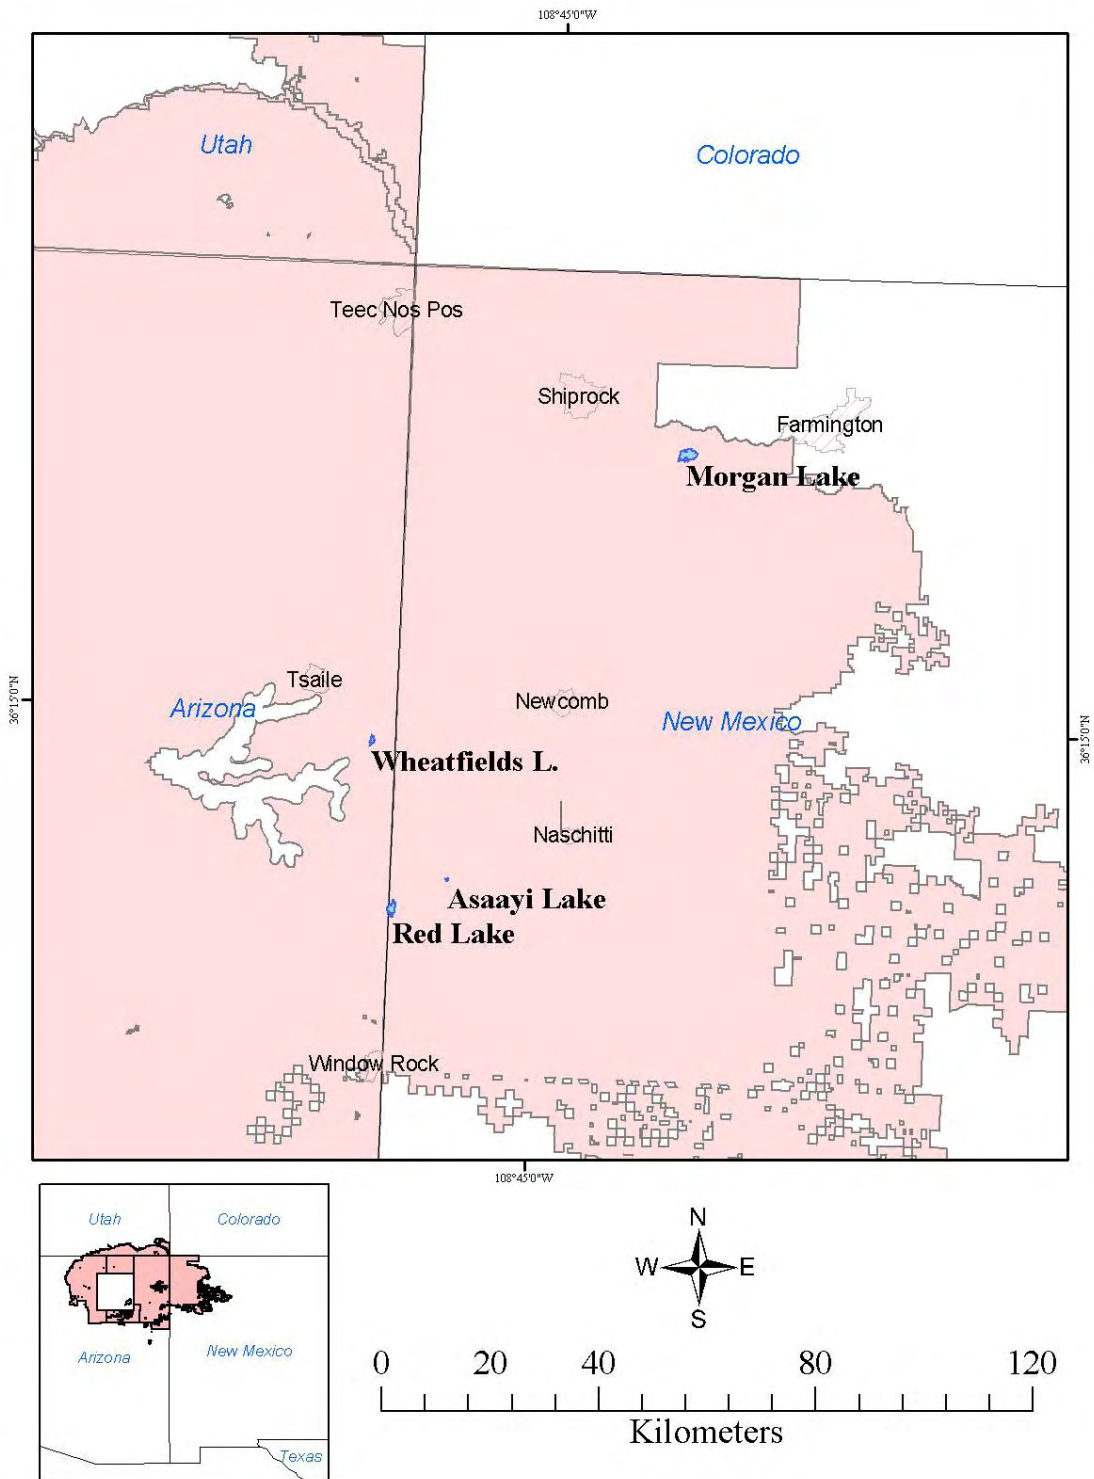 108°45'0"W
Utah
Colorado
Teec Nos Pos
Shiprock
Farmington
Morgan Lake
36°15'0"N
Tsaile
Arizona
Newcomb
New Mexico
36°15'0"N
Wheatfields L.
Naschitti
Asaayi Lake
Red Lake
Window Rock
108°45'0"W
Utah
Colorado
Arizona
New Mexico
Texas
N
W E
S
0 20 40 80 120
Kilometers